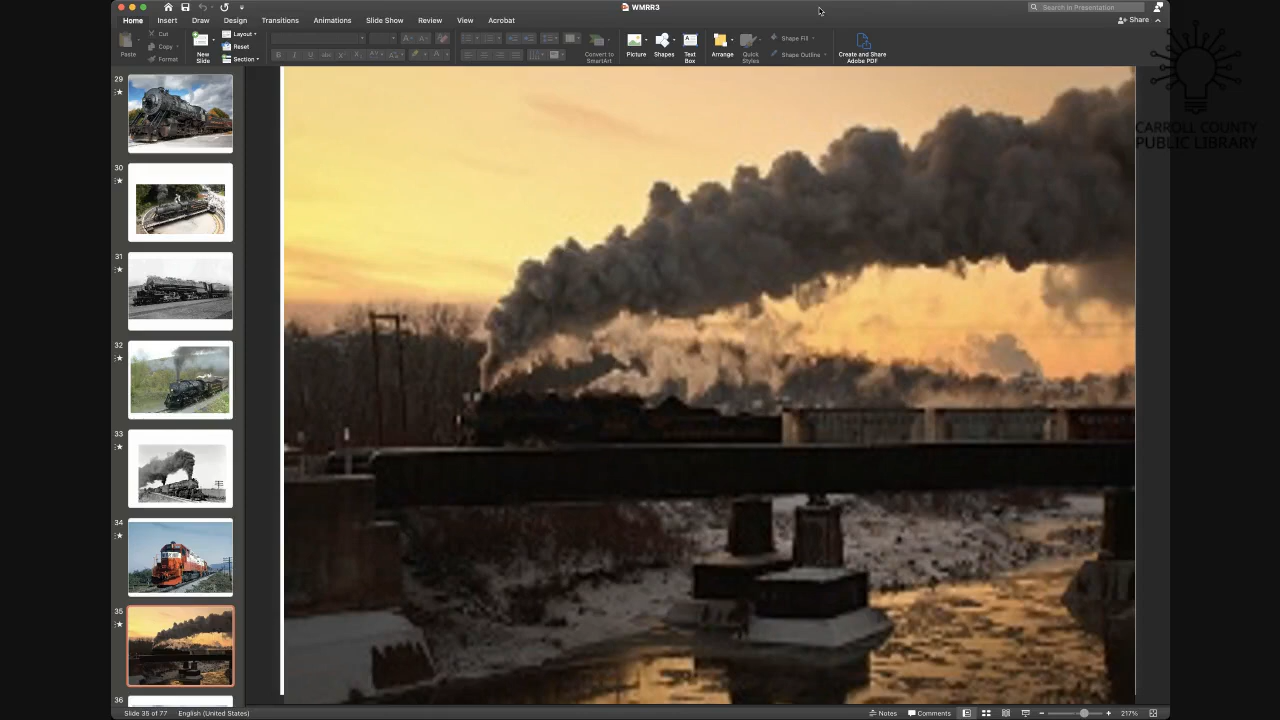 WMRR3
Search in Presentation
Home Insert Draw Design Transitions Animations Slide Show Review View Acrobat
Share
Paste
Cut
Copy
Format
New Slide
Layout
Reset
Section
Convert to SmartArt
Picture
Shapes
Text Box
Arrange
Quick Styles
Shape Fill
Shape Outline
Create and Share Adobe PDF
CARROLL COUNTY
PUBLIC LIBRARY
29
30
31
32
33
34
35
36
Slide 35 of 77 English (United States)
Notes Comments 217%